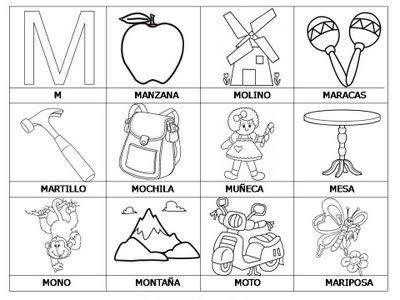 M
M MANZANA MOLINO MARACAS
MARTILLO MOCHILA MUÑECA MESA
MONO MONTAÑA MOTO MARIPOSA